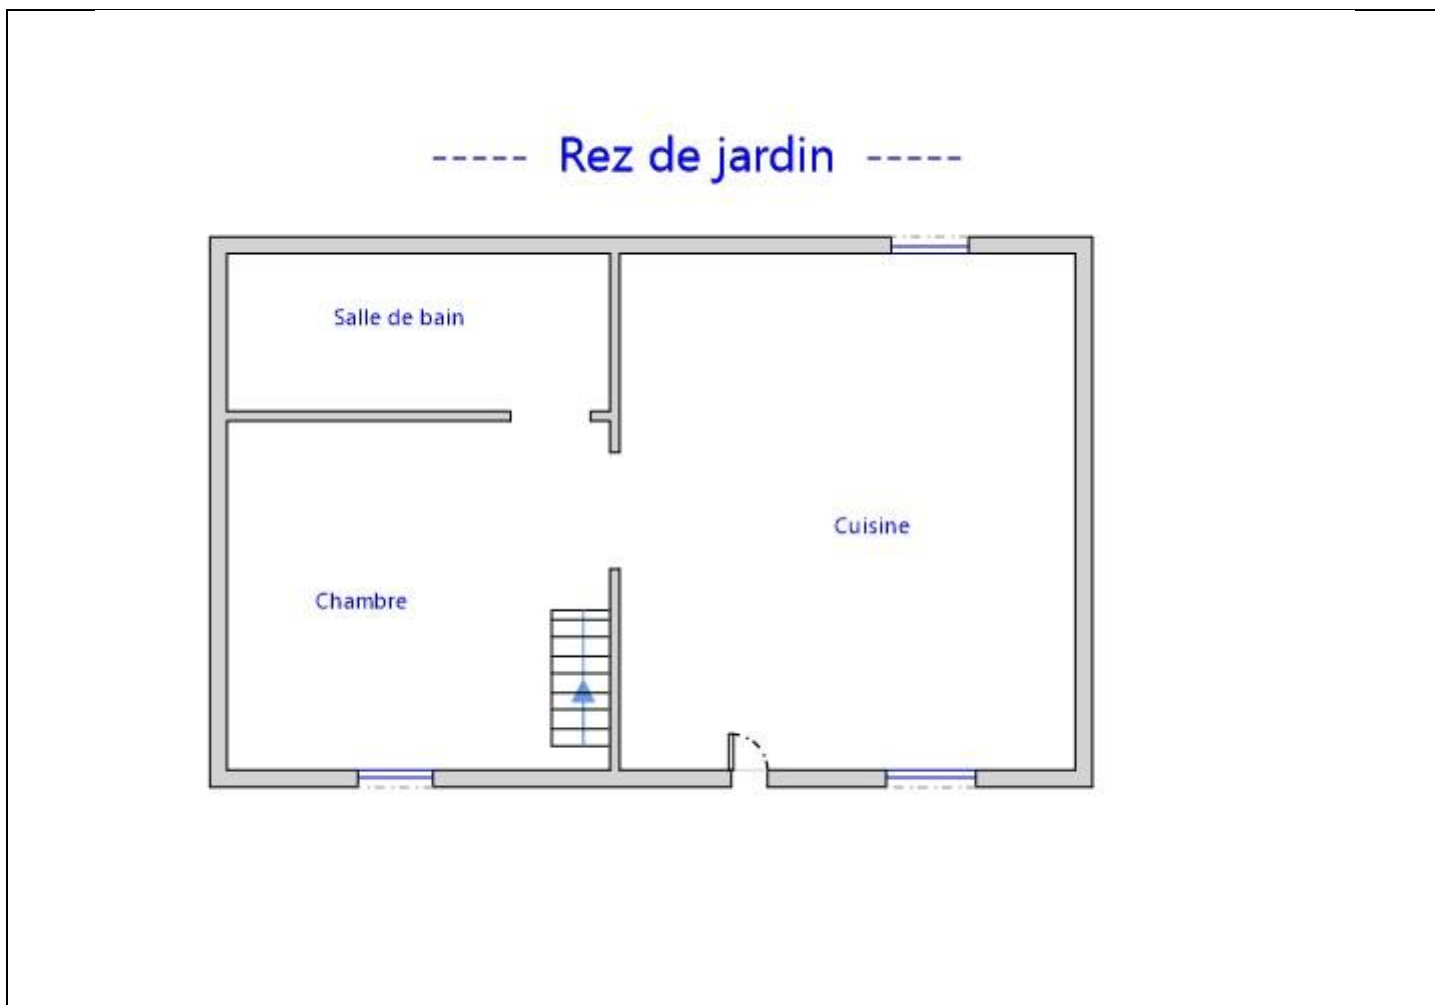 ----- Rez de jardin -----
Salle de bain
Cuisine
Chambre